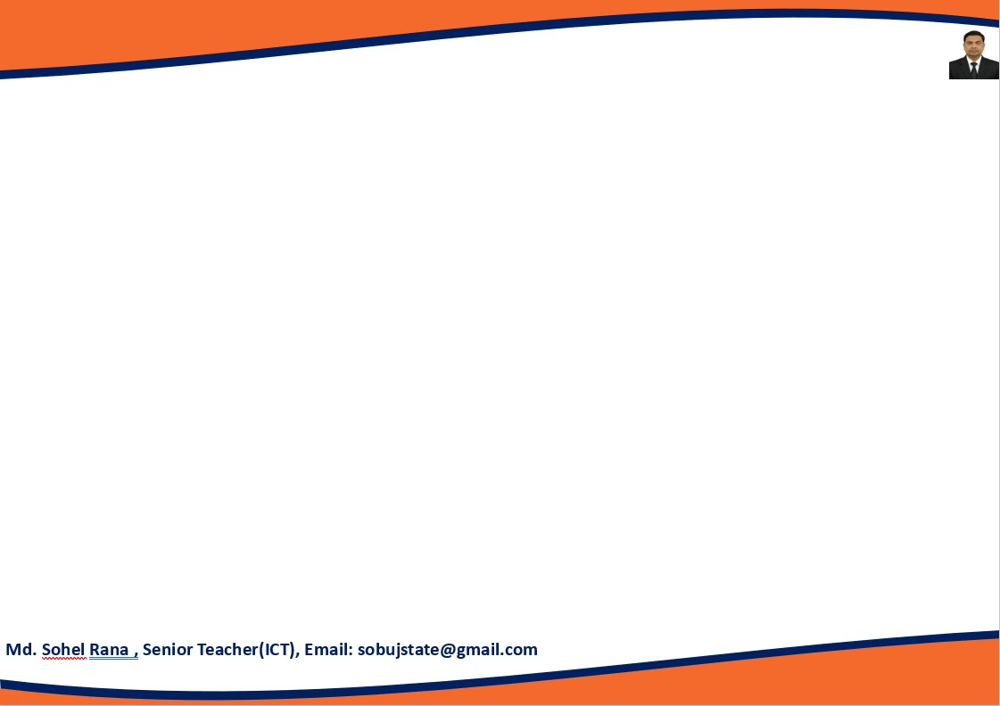 Md. Sohel Rana , Senior Teacher(ICT), Email: sobujstate@gmail.com